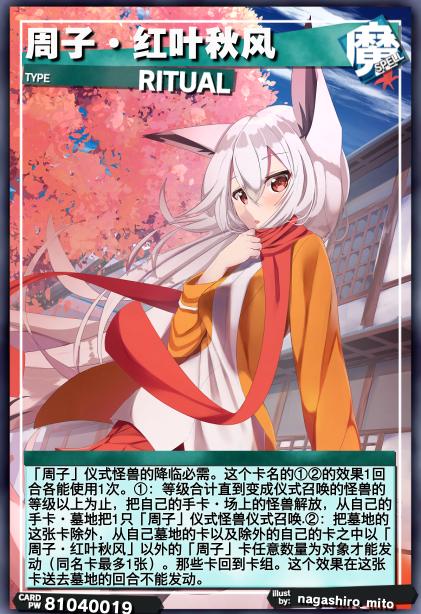 周子・红叶秋风
魔
SPELL
TYPE
RITUAL
「周子」仪式怪兽的降临必需。这个卡名的①②的效果1回
合各能使用1次。①：等级合计直到变成仪式召唤的怪兽的
等级以上为止，把自己的手卡・场上的怪兽解放，从自己的
手卡・墓地把1只「周子」仪式怪兽仪式召唤.②：把墓地的
这张卡除外，从自己墓地的卡以及除外的自己的卡之中以「
周子・红叶秋风」以外的「周子」卡任意数量为对象才能发
动（同名卡最多1张）。那些卡回到卡组。这个效果在这张
卡送去墓地的回合不能发动。
CARD PW 81040019
illust by: nagashiro_mito